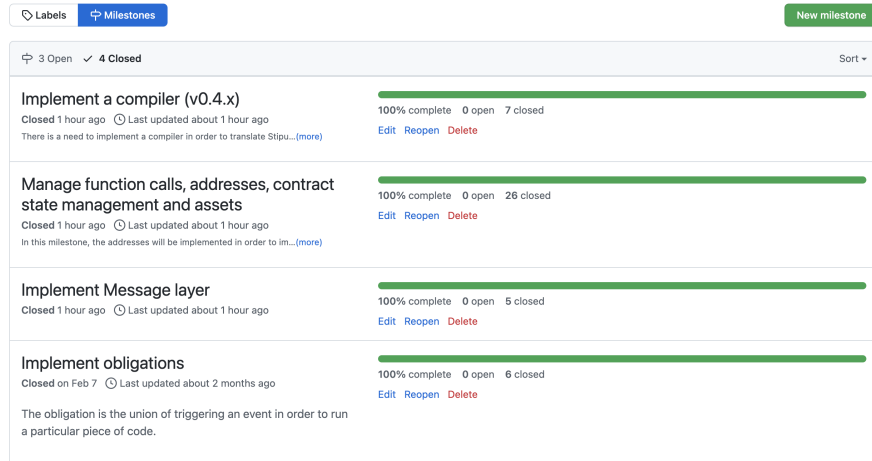 Labels Milestones New milestone
3 Open 4 Closed Sort
Implement a compiler (v0.4.x)
Closed 1 hour ago Last updated about 1 hour ago
There is a need to implement a compiler in order to translate Stipu...(more)
100% complete 0 open 7 closed
Edit Reopen Delete
Manage function calls, addresses, contract
state management and assets
Closed 1 hour ago Last updated about 1 hour ago
In this milestone, the addresses will be implemented in order to im...(more)
100% complete 0 open 26 closed
Edit Reopen Delete
Implement Message layer
Closed 1 hour ago Last updated about 1 hour ago
100% complete 0 open 5 closed
Edit Reopen Delete
Implement obligations
Closed on Feb 7 Last updated about 2 months ago
The obligation is the union of triggering an event in order to run
a particular piece of code.
100% complete 0 open 6 closed
Edit Reopen Delete